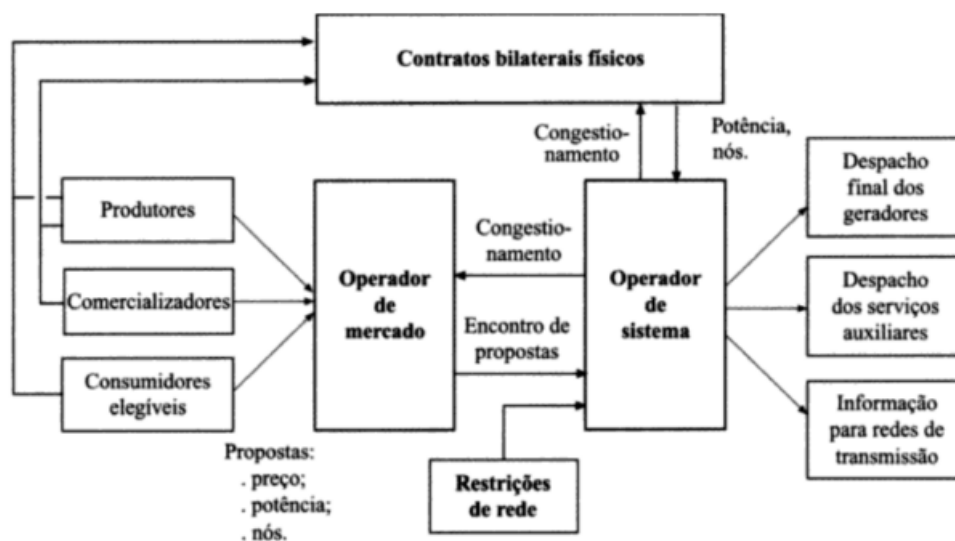 Contratos bilaterais físicos
Congestio-
namento
Potência,
nós.
Produtores
Comercializadores
Consumidores
elegíveis
Propostas:
. preço;
. potência;
. nós.
Operador
de
mercado
Congestio-
namento
Encontro de
propostas
Restrições
de rede
Operador
de
sistema
Despacho
final dos
geradores
Despacho
dos serviços
auxiliares
Informação
para redes de
transmissão